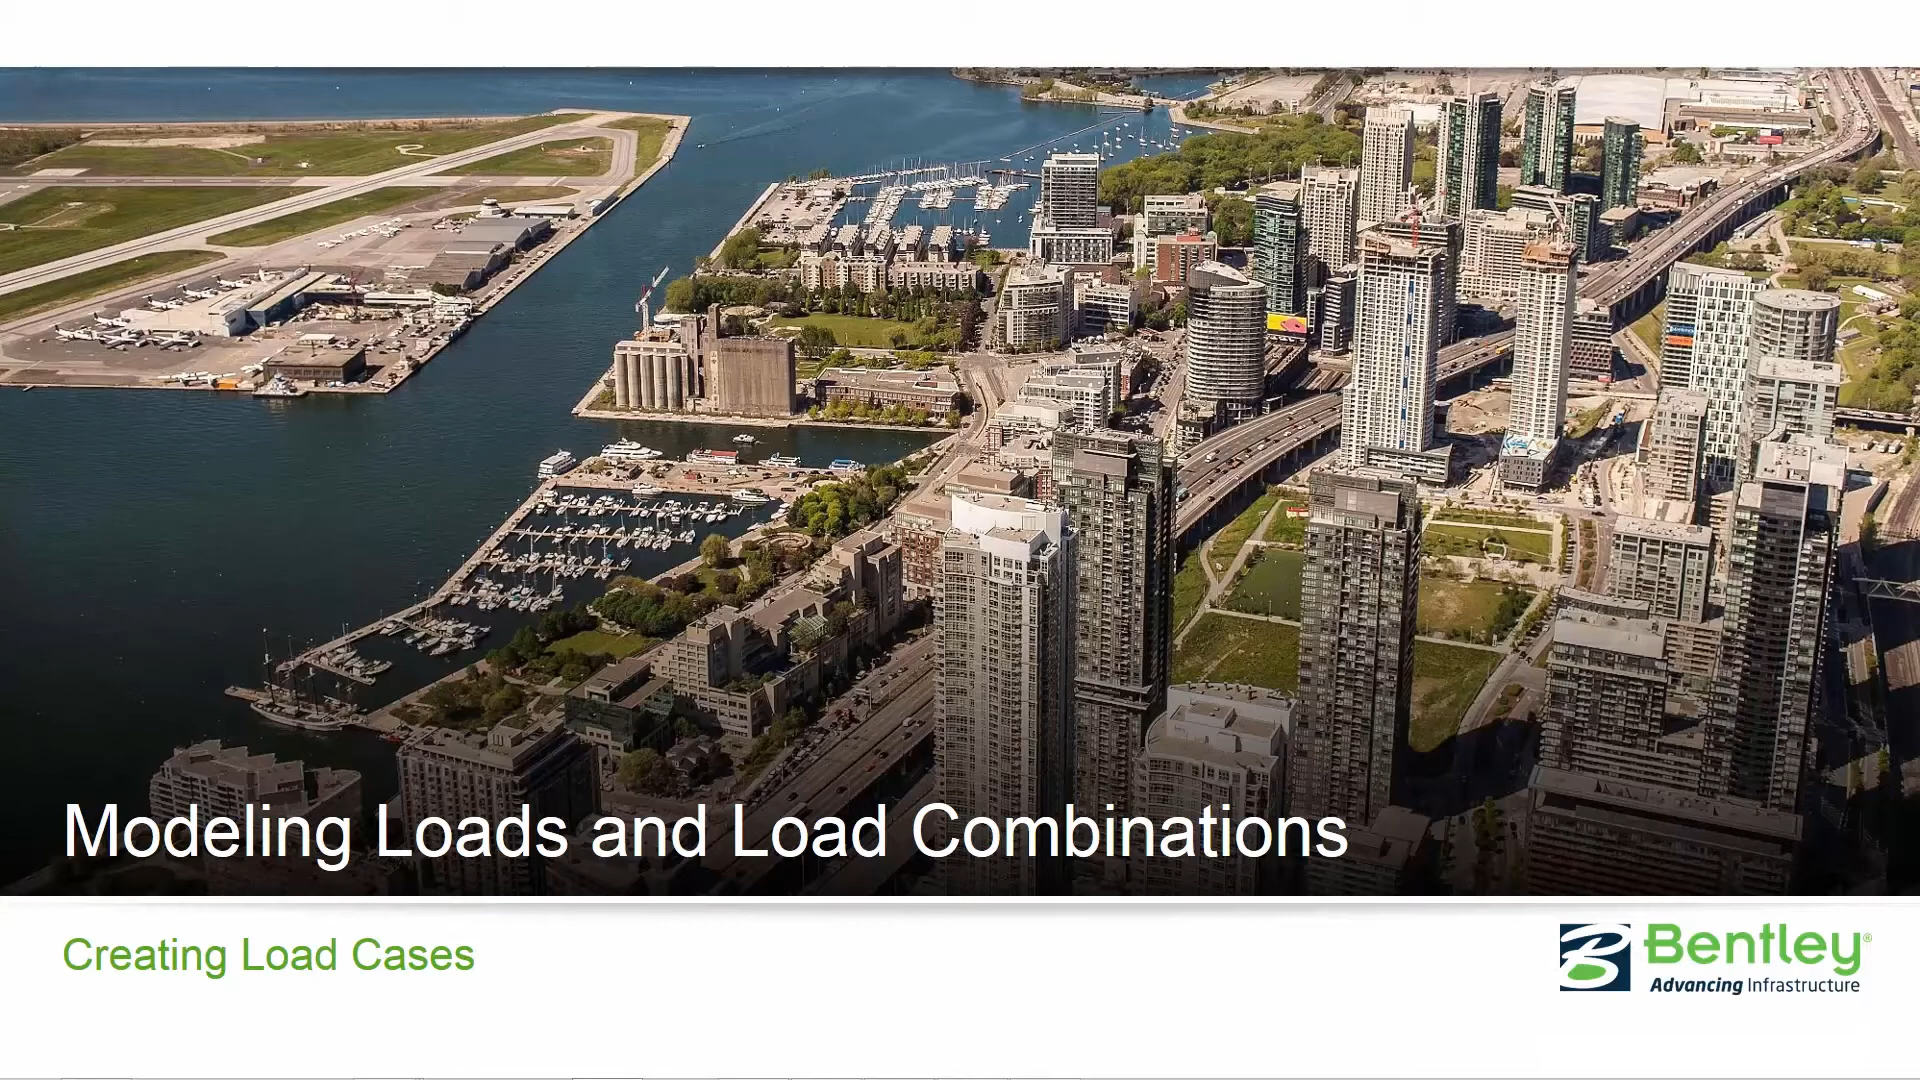 Modeling Loads and Load Combinations
Creating Load Cases
Bentley®
Advancing Infrastructure